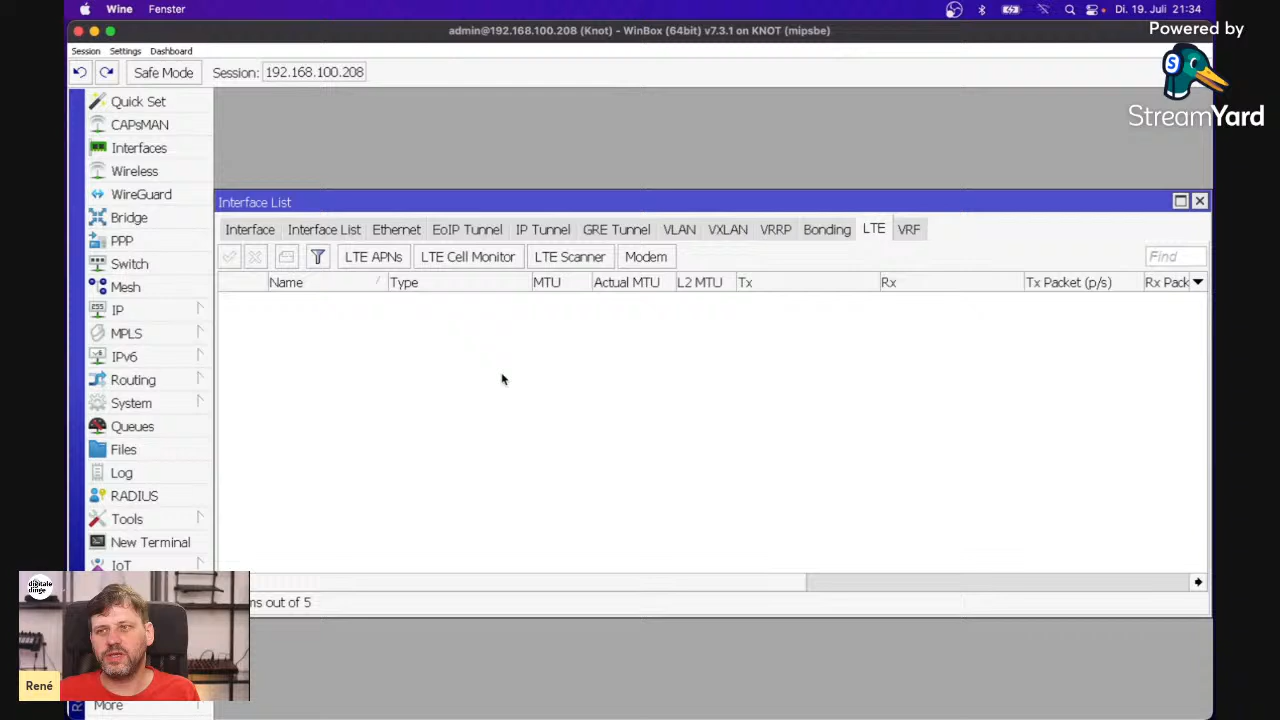 Wine Fenster Di. 19. Juli 21:34
admin@192.168.100.208 (Knot) - WinBox (64bit) v7.3.1 on KNOT (mipsbe)
Powered by
StreamYard
Session Settings Dashboard
Safe Mode Session: 192.168.100.208
Quick Set
CAPsMAN
Interfaces
Wireless
WireGuard
Bridge
PPP
Switch
Mesh
IP
MPLS
IPv6
Routing
System
Queues
Files
Log
RADIUS
Tools
New Terminal
IoT
More
Interface List
Interface Interface List Ethernet EoIP Tunnel IP Tunnel GRE Tunnel VLAN VXLAN VRRP Bonding LTE VRF
LTE APNs LTE Cell Monitor LTE Scanner Modem Find
Name Type MTU Actual MTU L2 MTU Tx Rx Tx Packet (p/s) Rx Pack
ms out of 5
digitale
dinge
René